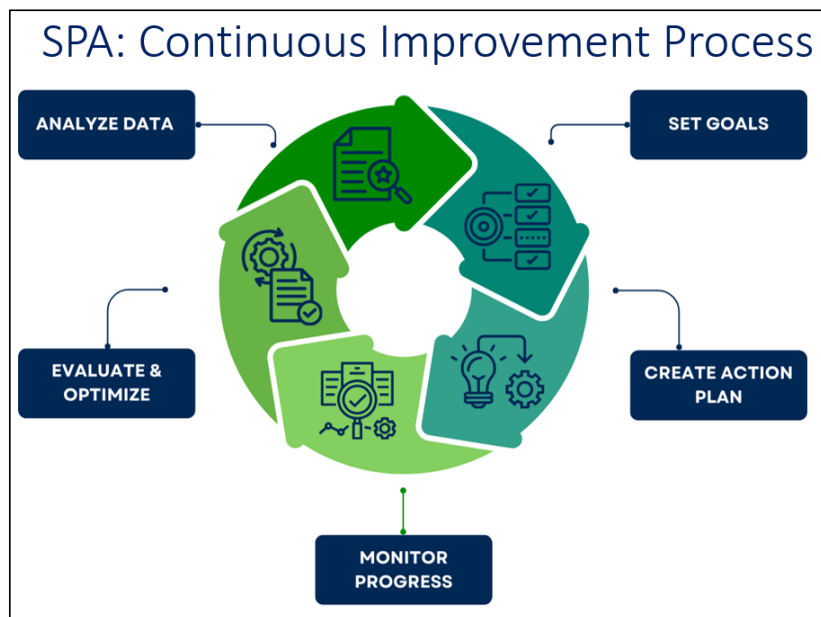 SPA: Continuous Improvement Process
ANALYZE DATA
SET GOALS
EVALUATE &
OPTIMIZE
CREATE ACTION
PLAN
MONITOR
PROGRESS